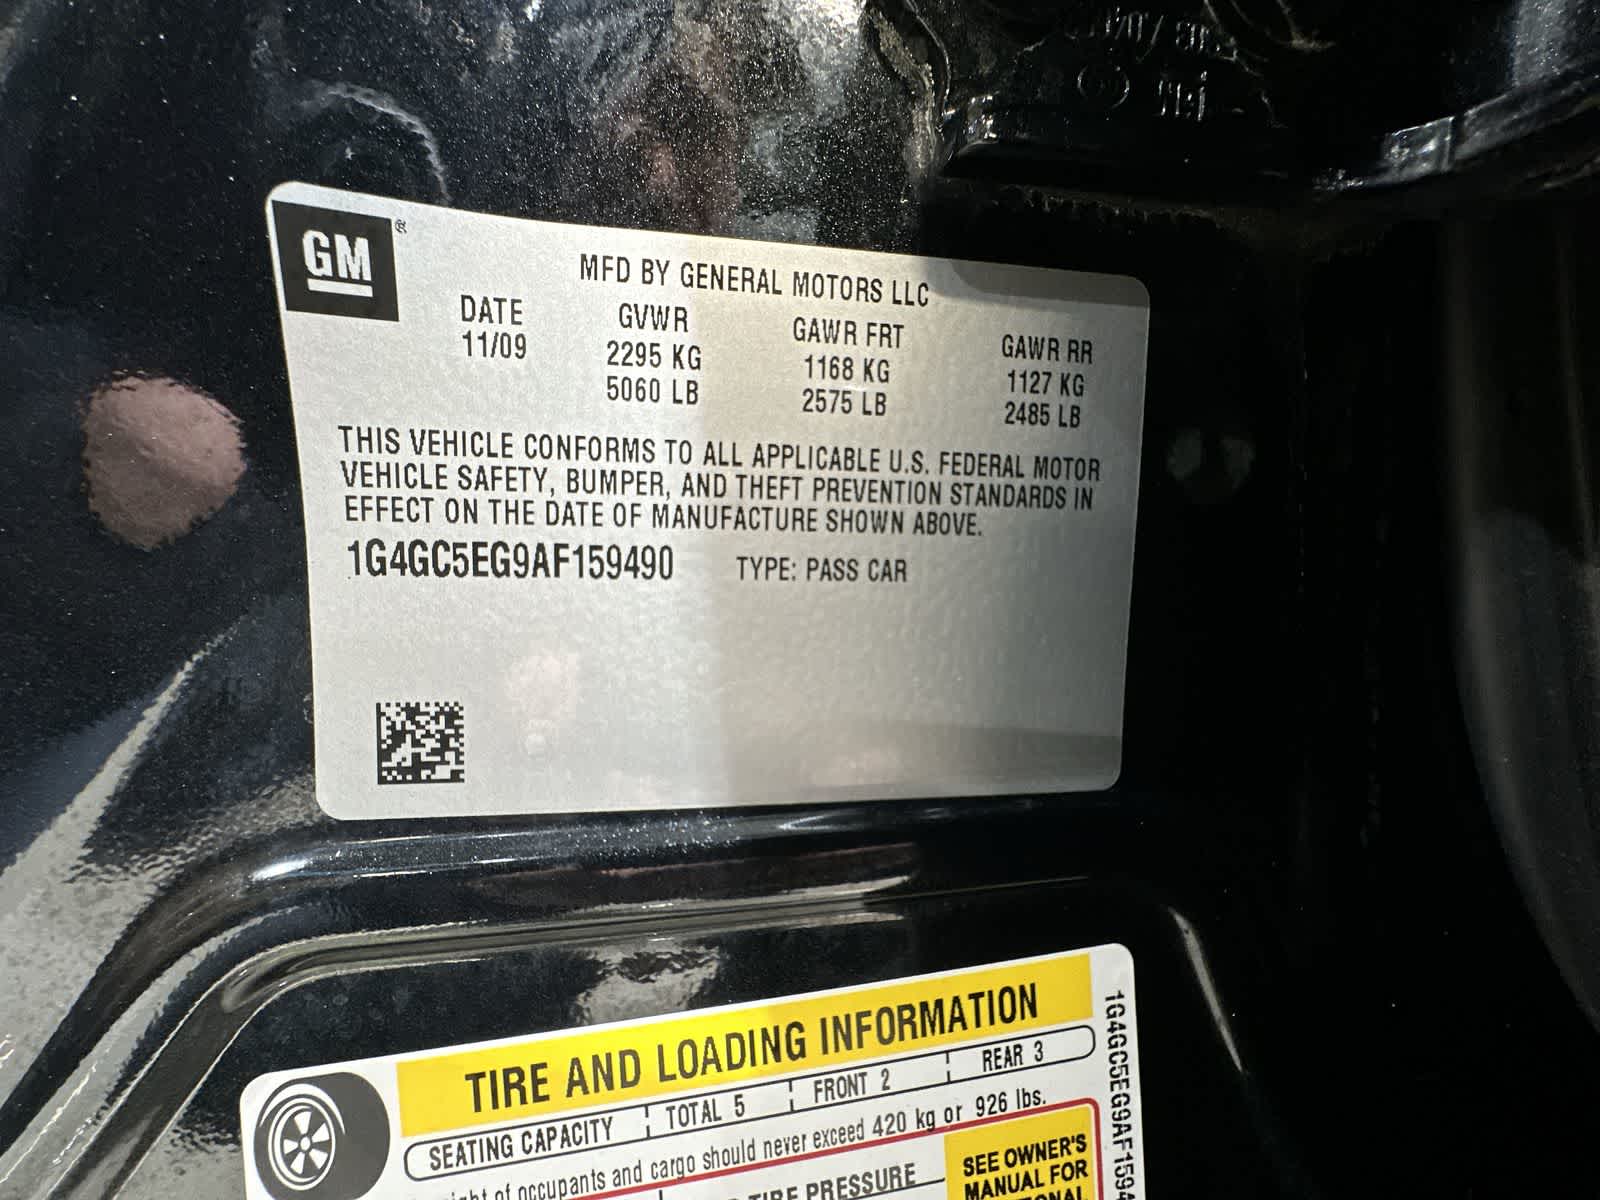 GM®
MFD BY GENERAL MOTORS LLC
DATE GVWR GAWR FRT GAWR RR
11/09 2295 KG 1168 KG 1127 KG
5060 LB 2575 LB 2485 LB
THIS VEHICLE CONFORMS TO ALL APPLICABLE U.S. FEDERAL MOTOR
VEHICLE SAFETY, BUMPER, AND THEFT PREVENTION STANDARDS IN
EFFECT ON THE DATE OF MANUFACTURE SHOWN ABOVE.
1G4GC5EG9AF159490 TYPE: PASS CAR
TIRE AND LOADING INFORMATION
SEATING CAPACITY TOTAL 5 FRONT 2 REAR 3
of occupants and cargo should never exceed 420 kg or 926 lbs.
TIRE PRESSURE
SEE OWNER'S
MANUAL FOR
1G4GC5EG9AF1594